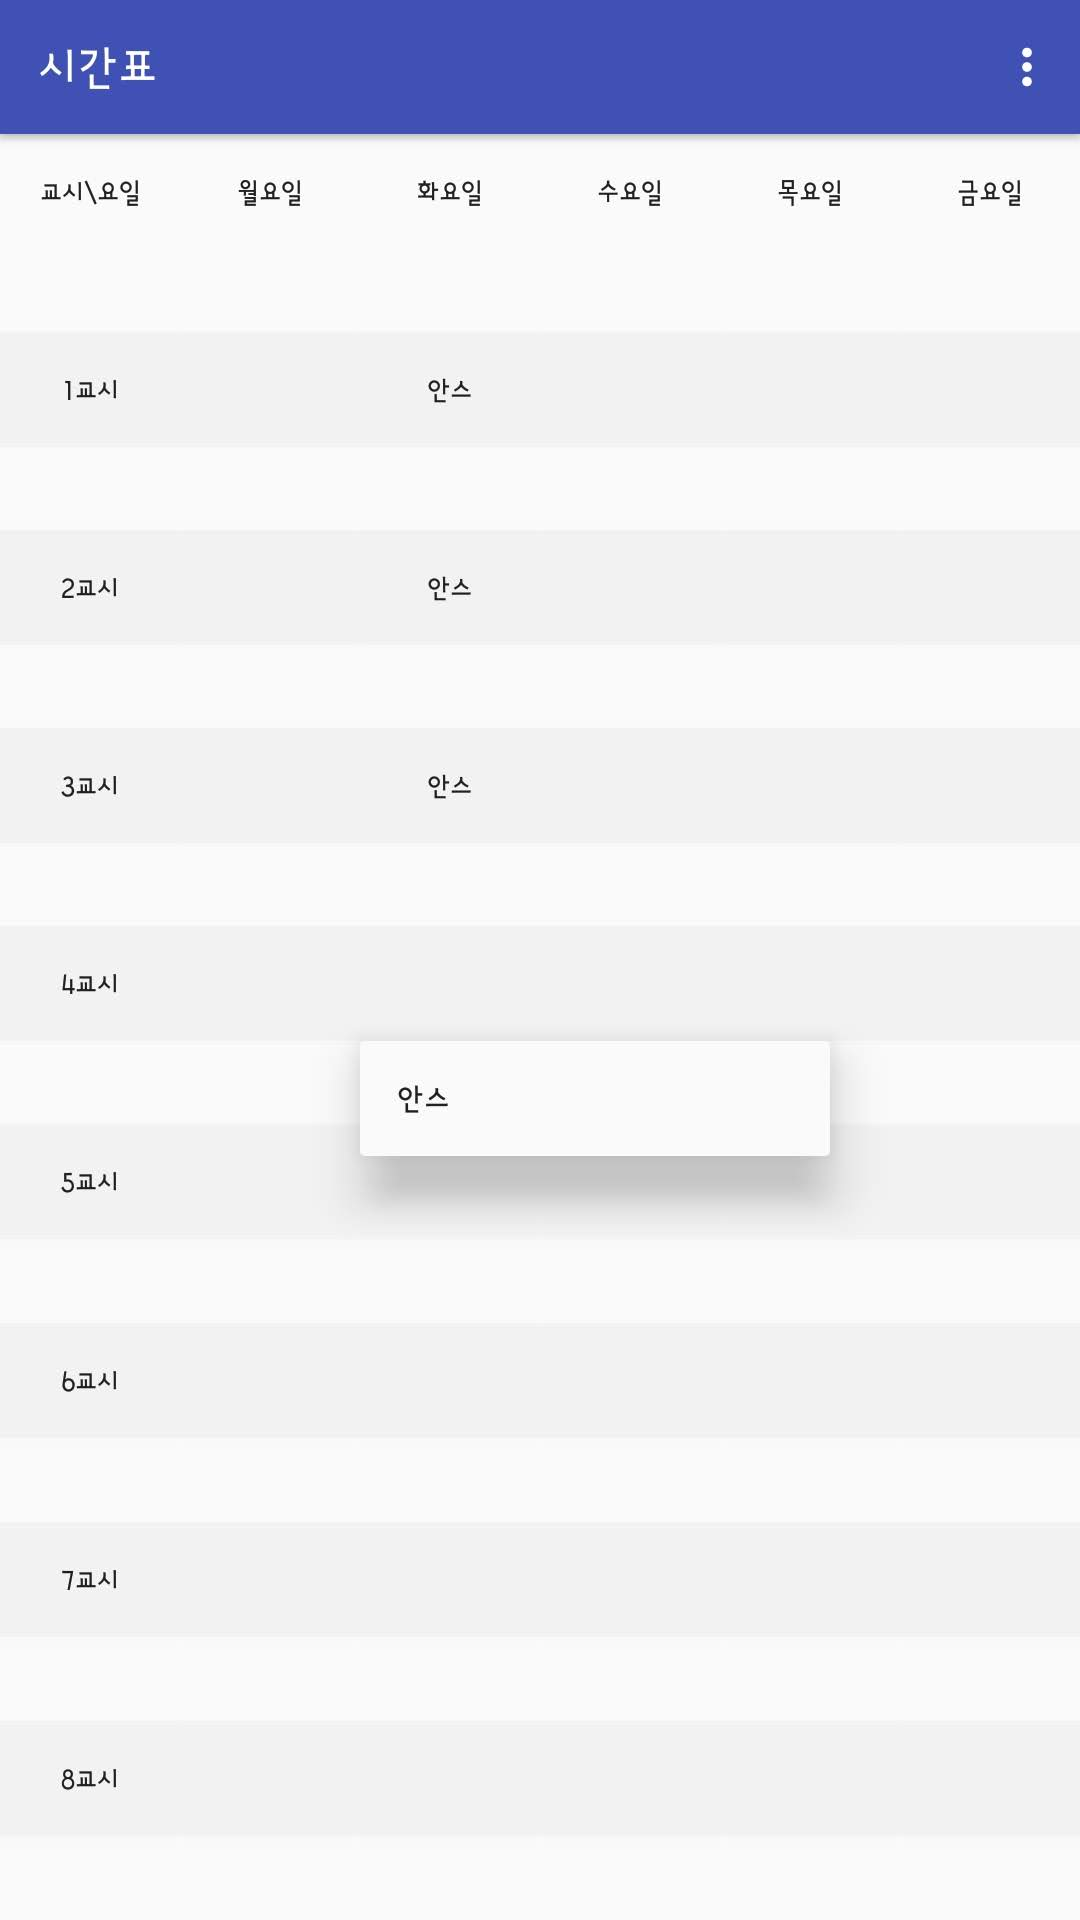 시간표
교시\요일 월요일 화요일 수요일 목요일 금요일
1교시 안스
2교시 안스
3교시 안스
4교시
안스
5교시
6교시
7교시
8교시